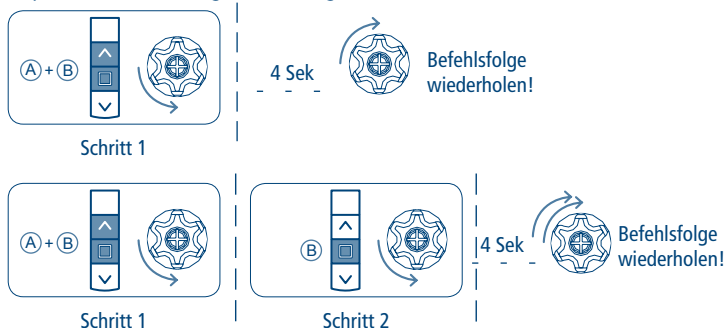 A + B
4 Sek
Befehlsfolge
wiederholen!
Schritt 1
A + B
B
4 Sek
Befehlsfolge
wiederholen!
Schritt 1
Schritt 2